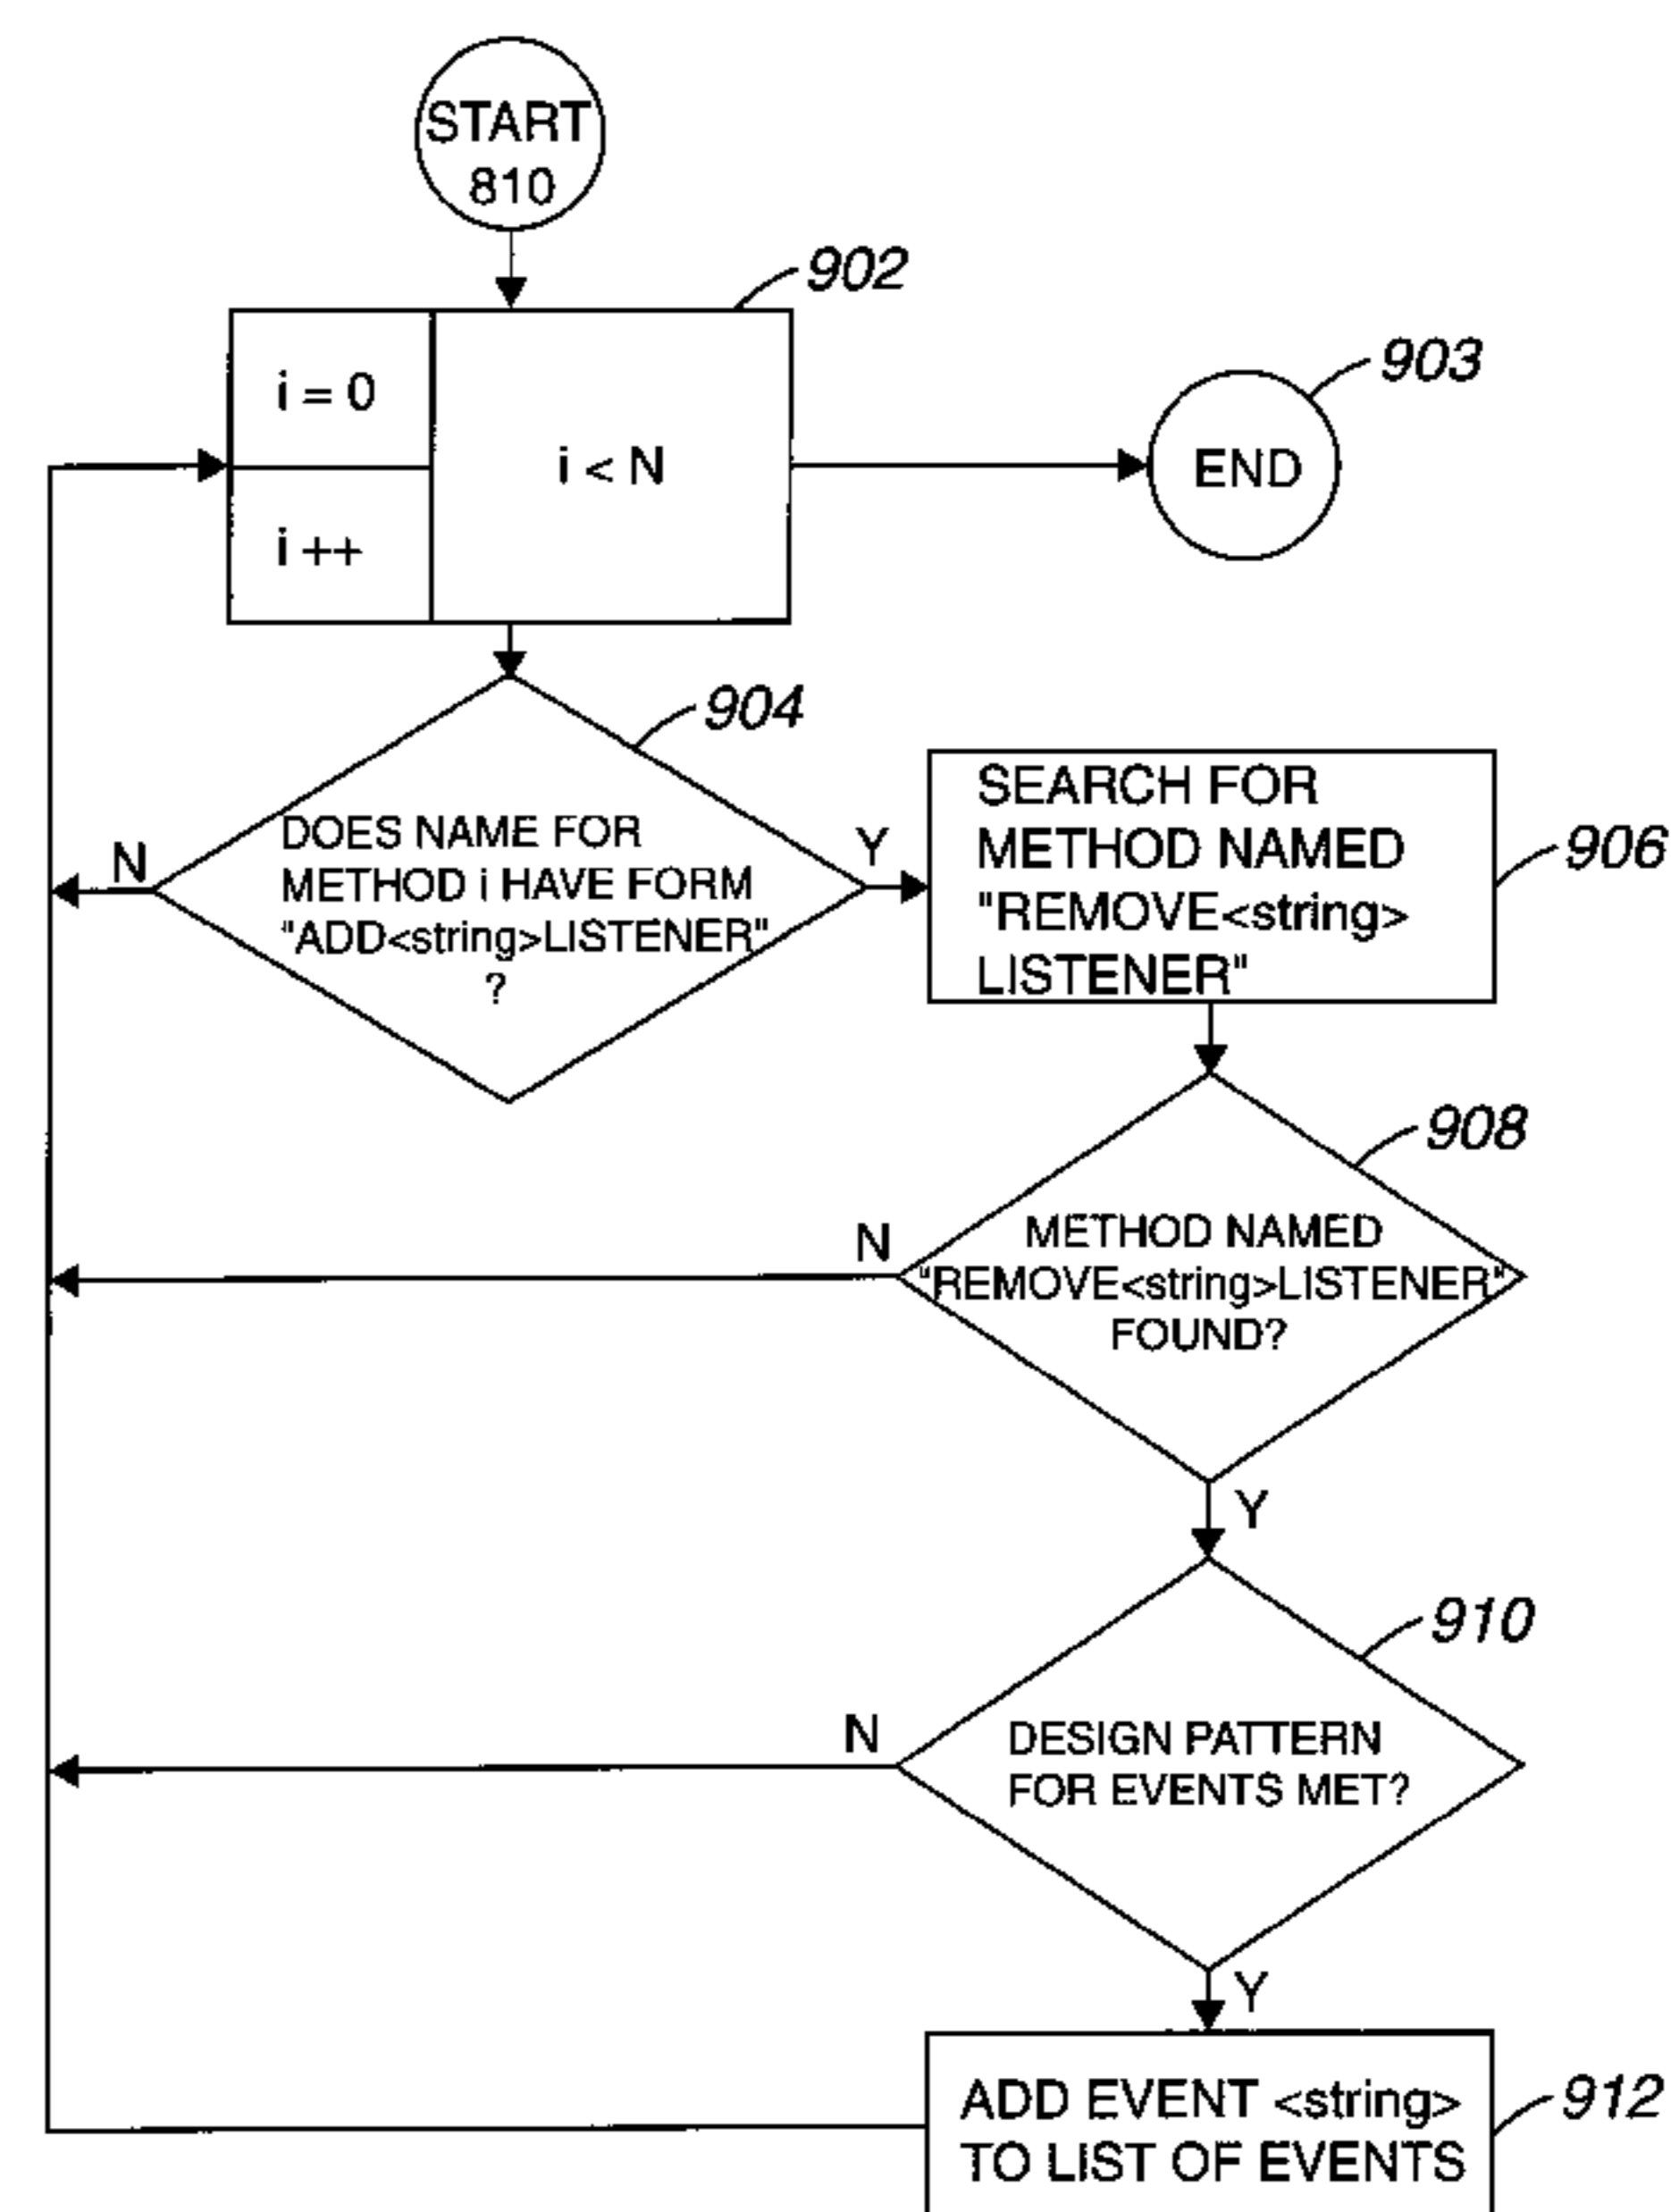 START
810
902
i = 0
i < N
i ++
903
END
904
DOES NAME FOR
METHOD i HAVE FORM
"ADD<string>LISTENER"
?
N
Y
SEARCH FOR
METHOD NAMED
"REMOVE<string>
LISTENER"
906
908
METHOD NAMED
"REMOVE<string>LISTENER"
FOUND?
N
Y
910
DESIGN PATTERN
FOR EVENTS MET?
N
Y
ADD EVENT <string>
TO LIST OF EVENTS
912